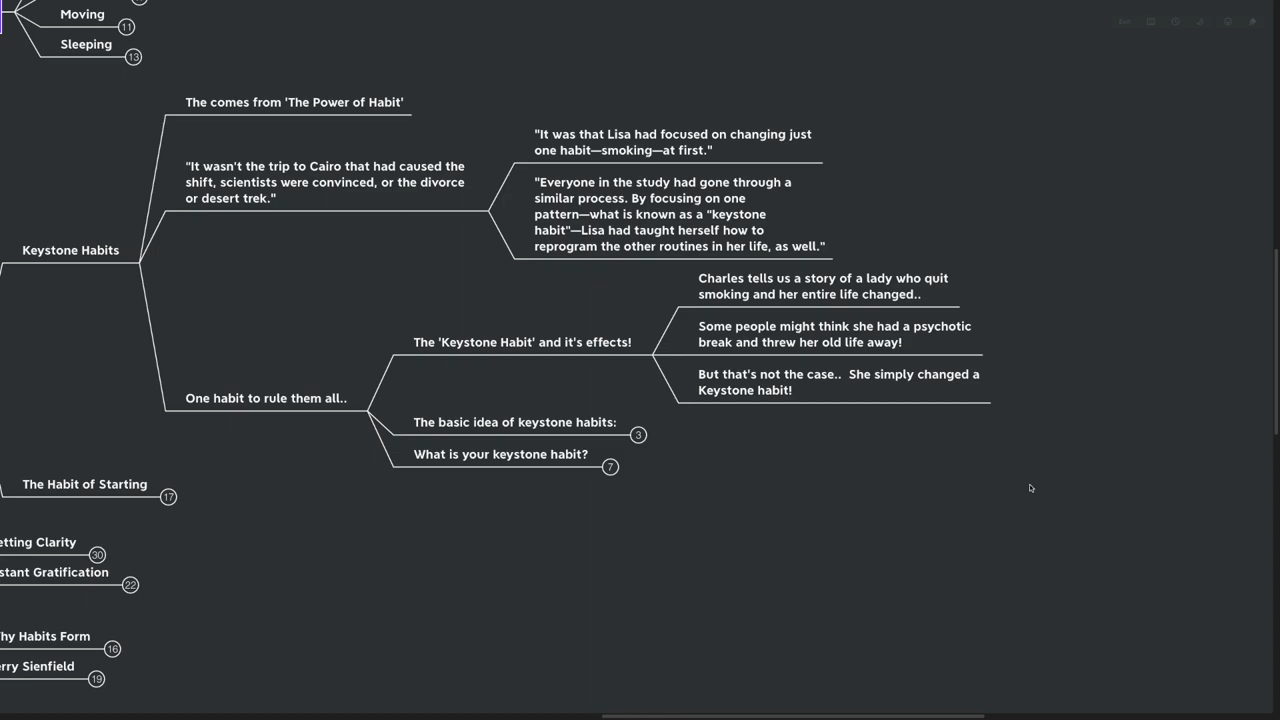 Moving
11
Sleeping
13
Keystone Habits
The comes from 'The Power of Habit'
"It wasn't the trip to Cairo that had caused the
shift, scientists were convinced, or the divorce
or desert trek."
"It was that Lisa had focused on changing just
one habit—smoking—at first."
"Everyone in the study had gone through a
similar process. By focusing on one
pattern—what is known as a "keystone
habit"—Lisa had taught herself how to
reprogram the other routines in her life, as well."
One habit to rule them all..
The 'Keystone Habit' and it's effects!
Charles tells us a story of a lady who quit
smoking and her entire life changed..
Some people might think she had a psychotic
break and threw her old life away!
But that's not the case..  She simply changed a
Keystone habit!
The basic idea of keystone habits:
3
What is your keystone habit?
7
The Habit of Starting
17
etting Clarity
30
stant Gratification
22
hy Habits Form
16
erry Sienfield
19